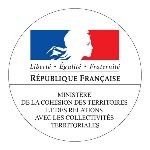 Liberté • Égalité • Fraternité
RÉPUBLIQUE FRANÇAISE
MINISTÈRE
DE LA COHÉSION DES TERRITOIRES
ET DES RELATIONS
AVEC LES COLLECTIVITÉS
TERRITORIALES